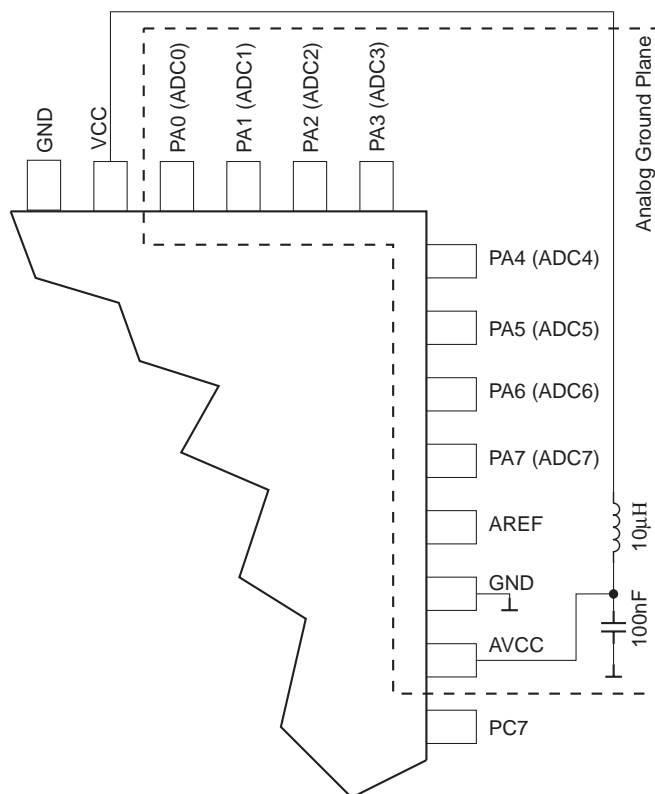 GND
VCC
PA0 (ADC0)
PA1 (ADC1)
PA2 (ADC2)
PA3 (ADC3)
Analog Ground Plane
PA4 (ADC4)
PA5 (ADC5)
PA6 (ADC6)
PA7 (ADC7)
AREF
10μH
GND
100nF
AVCC
PC7